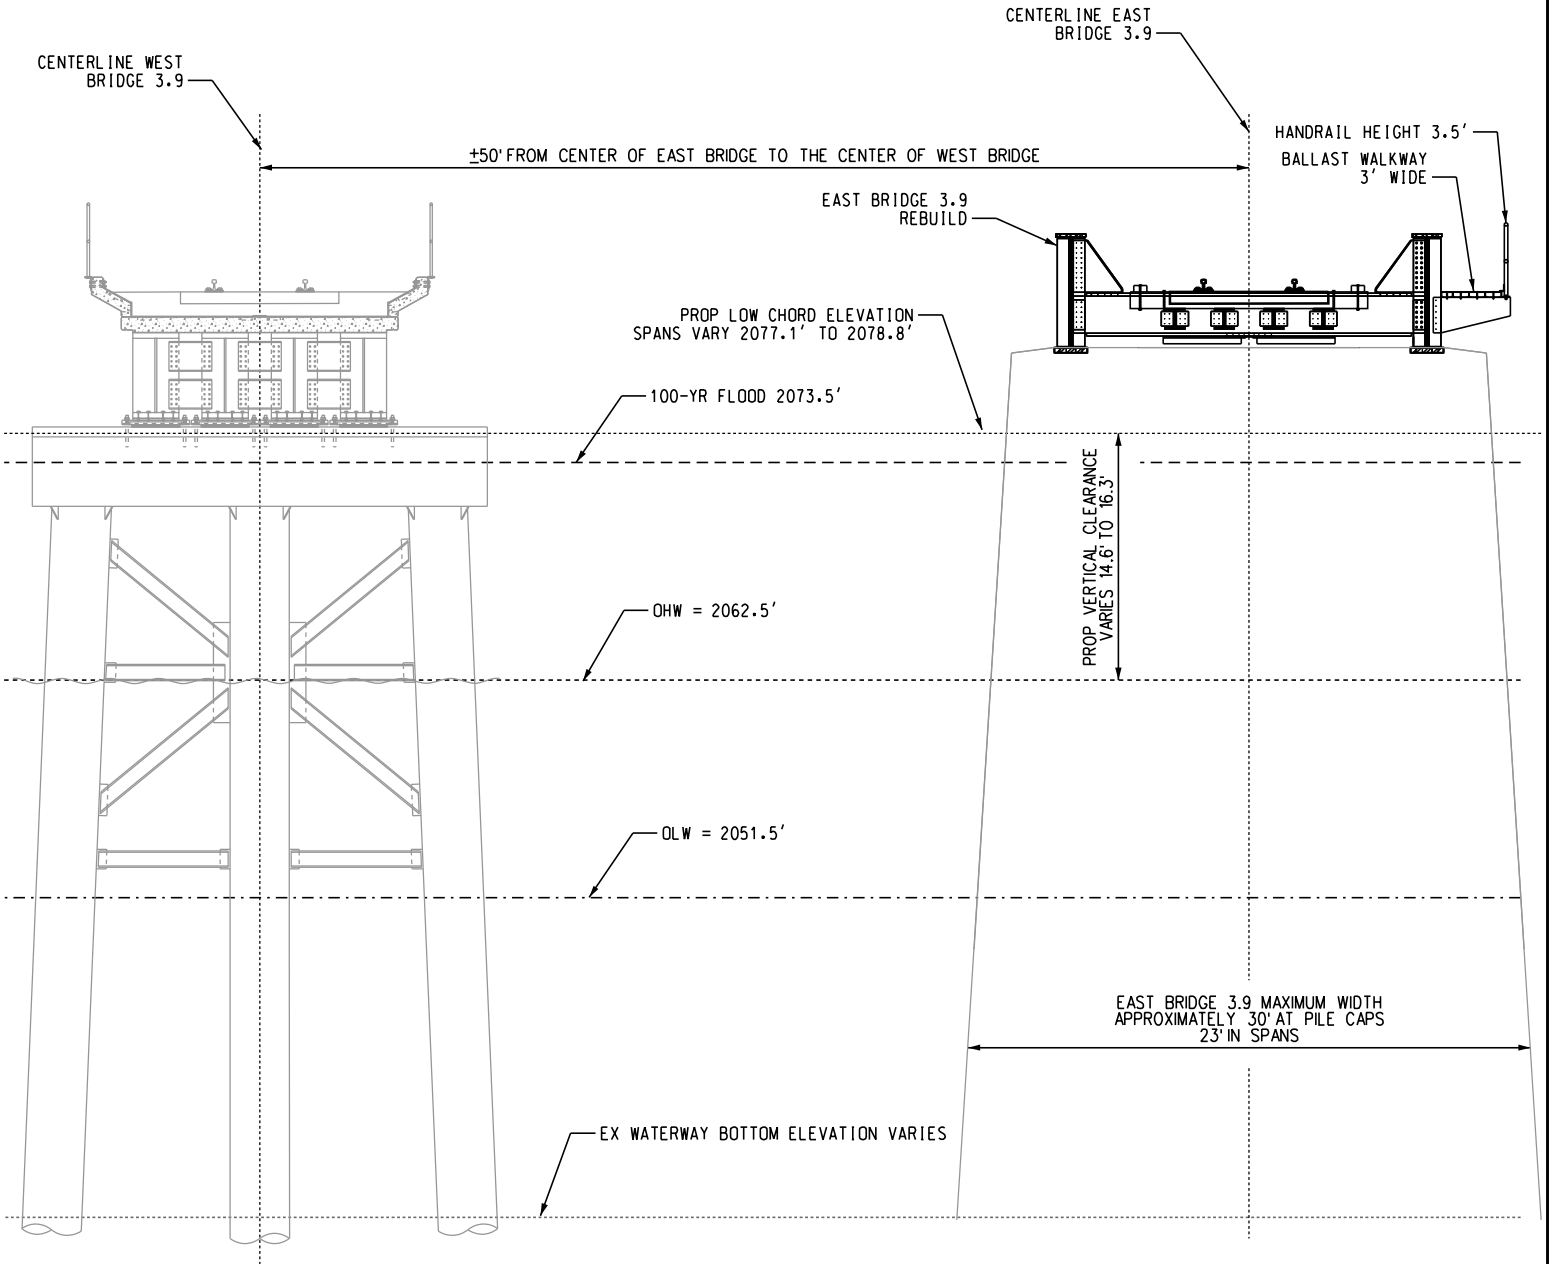 CENTERLINE EAST
BRIDGE 3.9
CENTERLINE WEST
BRIDGE 3.9
HANDRAIL HEIGHT 3.5'
±50' FROM CENTER OF EAST BRIDGE TO THE CENTER OF WEST BRIDGE
BALLAST WALKWAY
3' WIDE
EAST BRIDGE 3.9
REBUILD
PROP LOW CHORD ELEVATION
SPANS VARY 2077.1' TO 2078.8'
100-YR FLOOD 2073.5'
PROP VERTICAL CLEARANCE
VARIES 14.6' TO 16.3'
OHW = 2062.5'
OLW = 2051.5'
EAST BRIDGE 3.9 MAXIMUM WIDTH
APPROXIMATELY 30' AT PILE CAPS
23' IN SPANS
EX WATERWAY BOTTOM ELEVATION VARIES